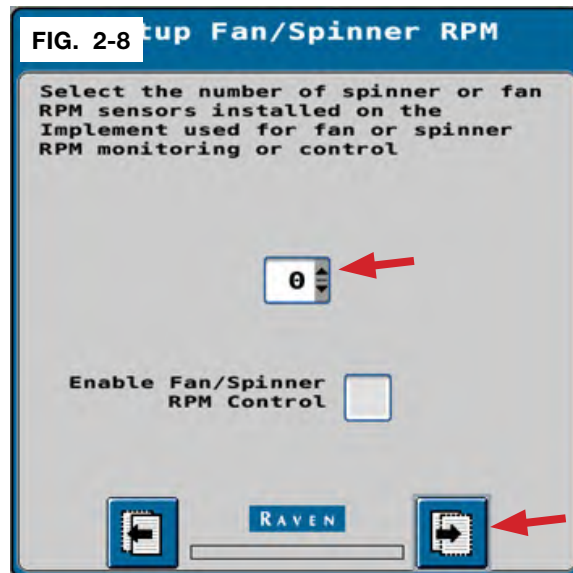 FIG. 2-8
tup Fan/Spinner RPM
Select the number of spinner or fan
RPM sensors installed on the
Implement used for fan or spinner
RPM monitoring or control
0
Enable Fan/Spinner
RPM Control
RAVEN